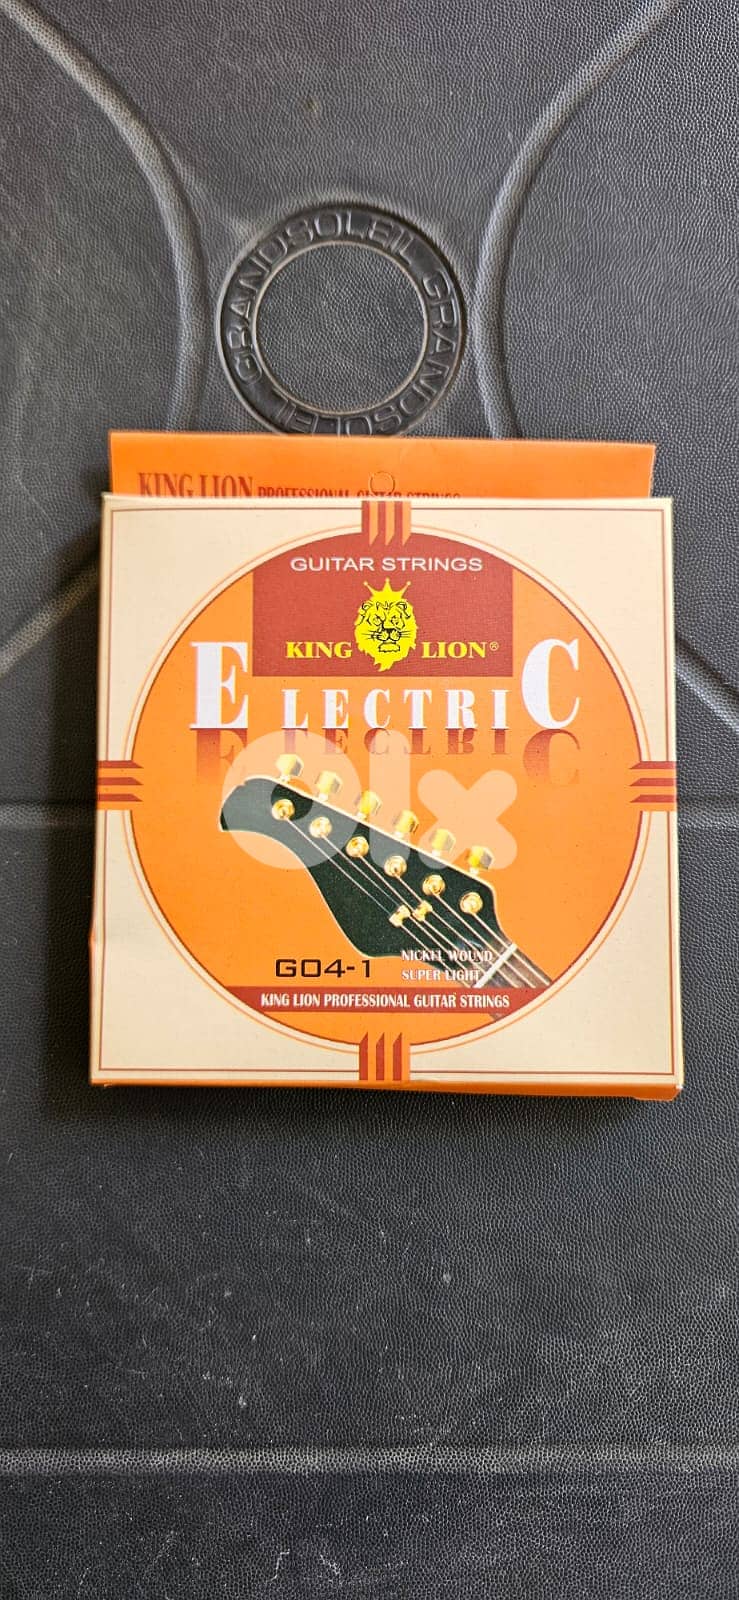 GRANDSOLEIL GRANDSOLEIL
KING LION PROFESSIONAL GUITAR STRINGS
GUITAR STRINGS
KING LION®
ELECTRIC
olx
G04-1
NICKEL WOUND
SUPER LIGHT
KING LION PROFESSIONAL GUITAR STRINGS